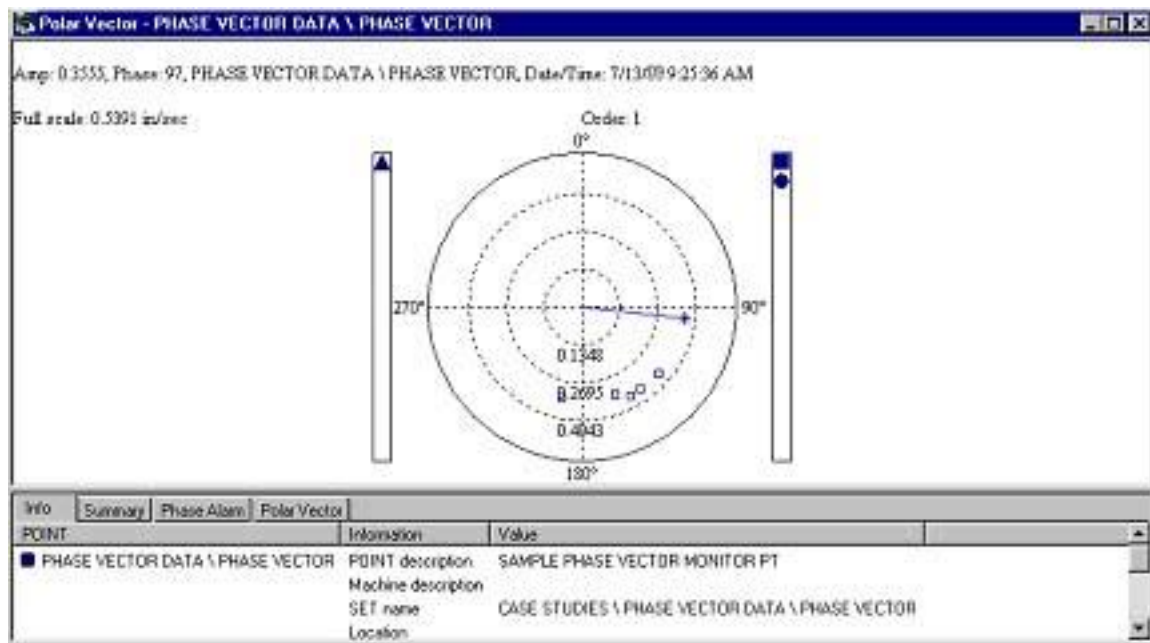 Polar Vector - PHASE VECTOR DATA \ PHASE VECTOR
Amp: 0.3555, Phase: 97, PHASE VECTOR DATA \ PHASE VECTOR, Date/Time: 7/13/09 9:25:36 AM
Full scale: 0.5391 in/sec
Order: 1
0°
270°
90°
0.1348
0.2695
0.4043
180°
Info Summary Phase Alarm Polar Vector
POINT Information Value
PHASE VECTOR DATA \ PHASE VECTOR POINT description SAMPLE PHASE VECTOR MONITOR PT
Machine description
SET name CASE STUDIES \ PHASE VECTOR DATA \ PHASE VECTOR
Location